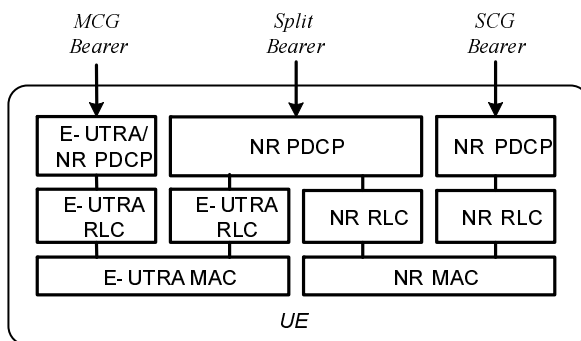 MCG Bearer
Split Bearer
SCG Bearer
E- UTRA/
NR PDCP
NR PDCP
NR PDCP
E- UTRA
RLC
E- UTRA
RLC
NR RLC
NR RLC
E- UTRA MAC
NR MAC
UE